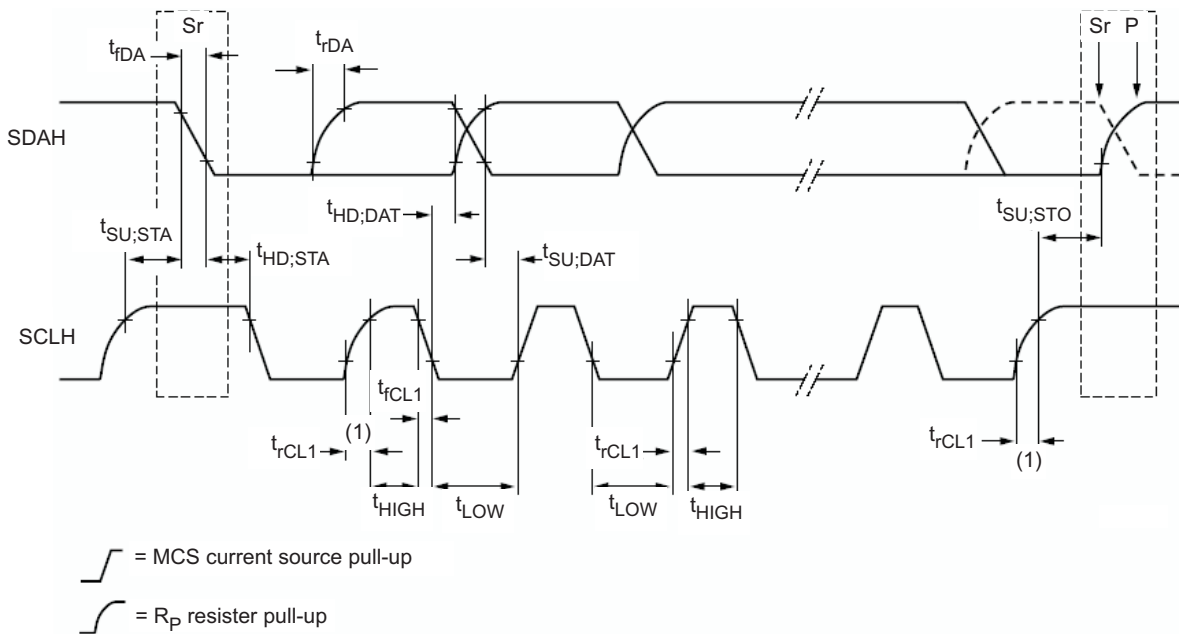 Sr
Sr P
tfDA
trDA
SDAH
tHD;DAT
tSU;STO
tSU;STA
tHD;STA
tSU;DAT
SCLH
tfCL1
(1)
trCL1
trCL1
trCL1
(1)
tHIGH
tLOW
tLOW
tHIGH
= MCS current source pull-up
= RP resister pull-up